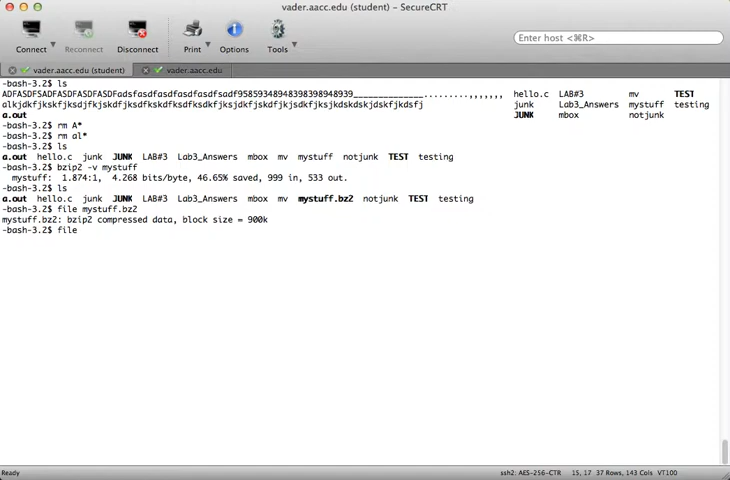 vader.aacc.edu (student) – SecureCRT
Connect Reconnect Disconnect Print Options Tools Enter host <⌘R>
vader.aacc.edu (student) vader.aacc.edu
-bash-3.2$ ls
hello.c LAB#3 mv TEST
junk Lab3_Answers mystuff testing
a.out JUNK mbox notjunk
-bash-3.2$ rm A*
-bash-3.2$ rm al*
-bash-3.2$ ls
a.out hello.c junk JUNK LAB#3 Lab3_Answers mbox mv mystuff notjunk TEST testing
-bash-3.2$ bzip2 -v mystuff
mystuff: 1.874:1, 4.268 bits/byte, 46.65% saved, 999 in, 533 out.
-bash-3.2$ ls
a.out hello.c junk JUNK LAB#3 Lab3_Answers mbox mv mystuff.bz2 notjunk TEST testing
-bash-3.2$ file mystuff.bz2
mystuff.bz2: bzip2 compressed data, block size = 900k
-bash-3.2$ file
Ready ssh2: AES-256-CTR 15, 17 37 Rows, 143 Cols VT100